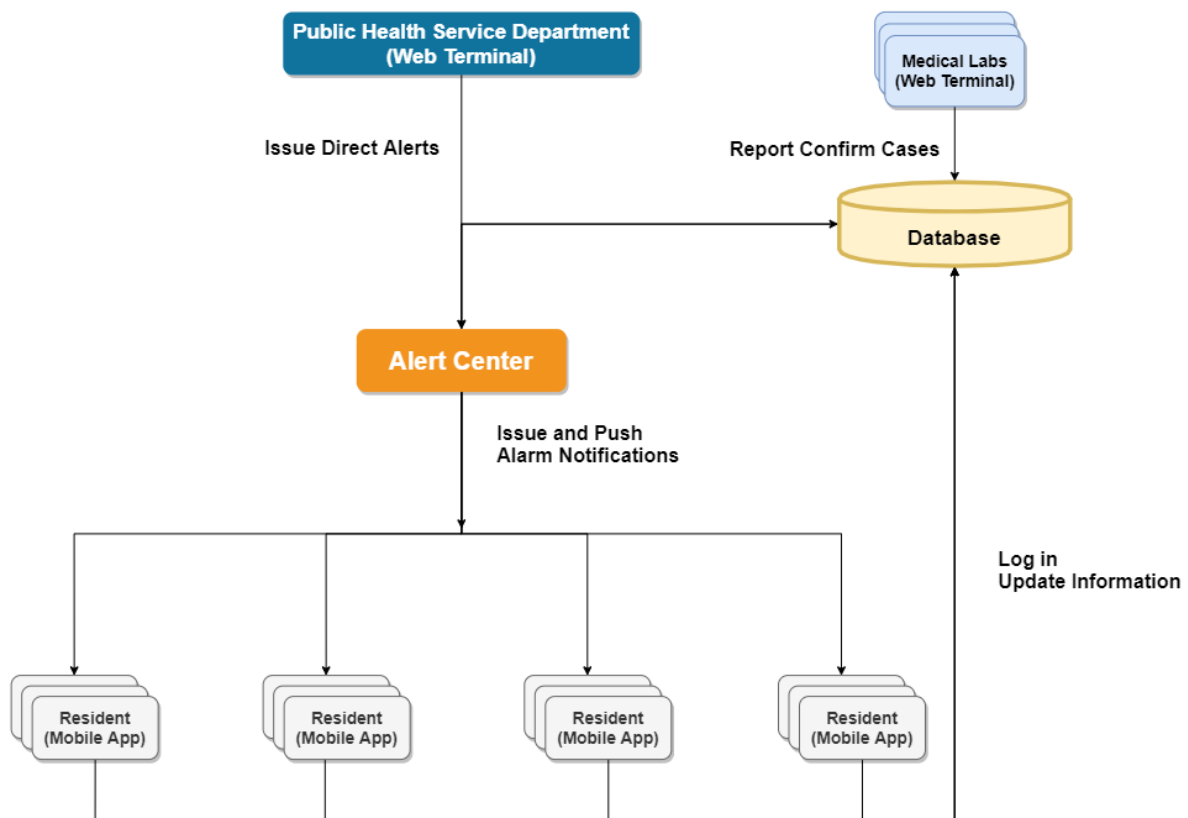 Public Health Service Department
(Web Terminal)
Medical Labs
(Web Terminal)
Issue Direct Alerts
Report Confirm Cases
Database
Alert Center
Issue and Push
Alarm Notifications
Log in
Update Information
Resident
(Mobile App)
Resident
(Mobile App)
Resident
(Mobile App)
Resident
(Mobile App)